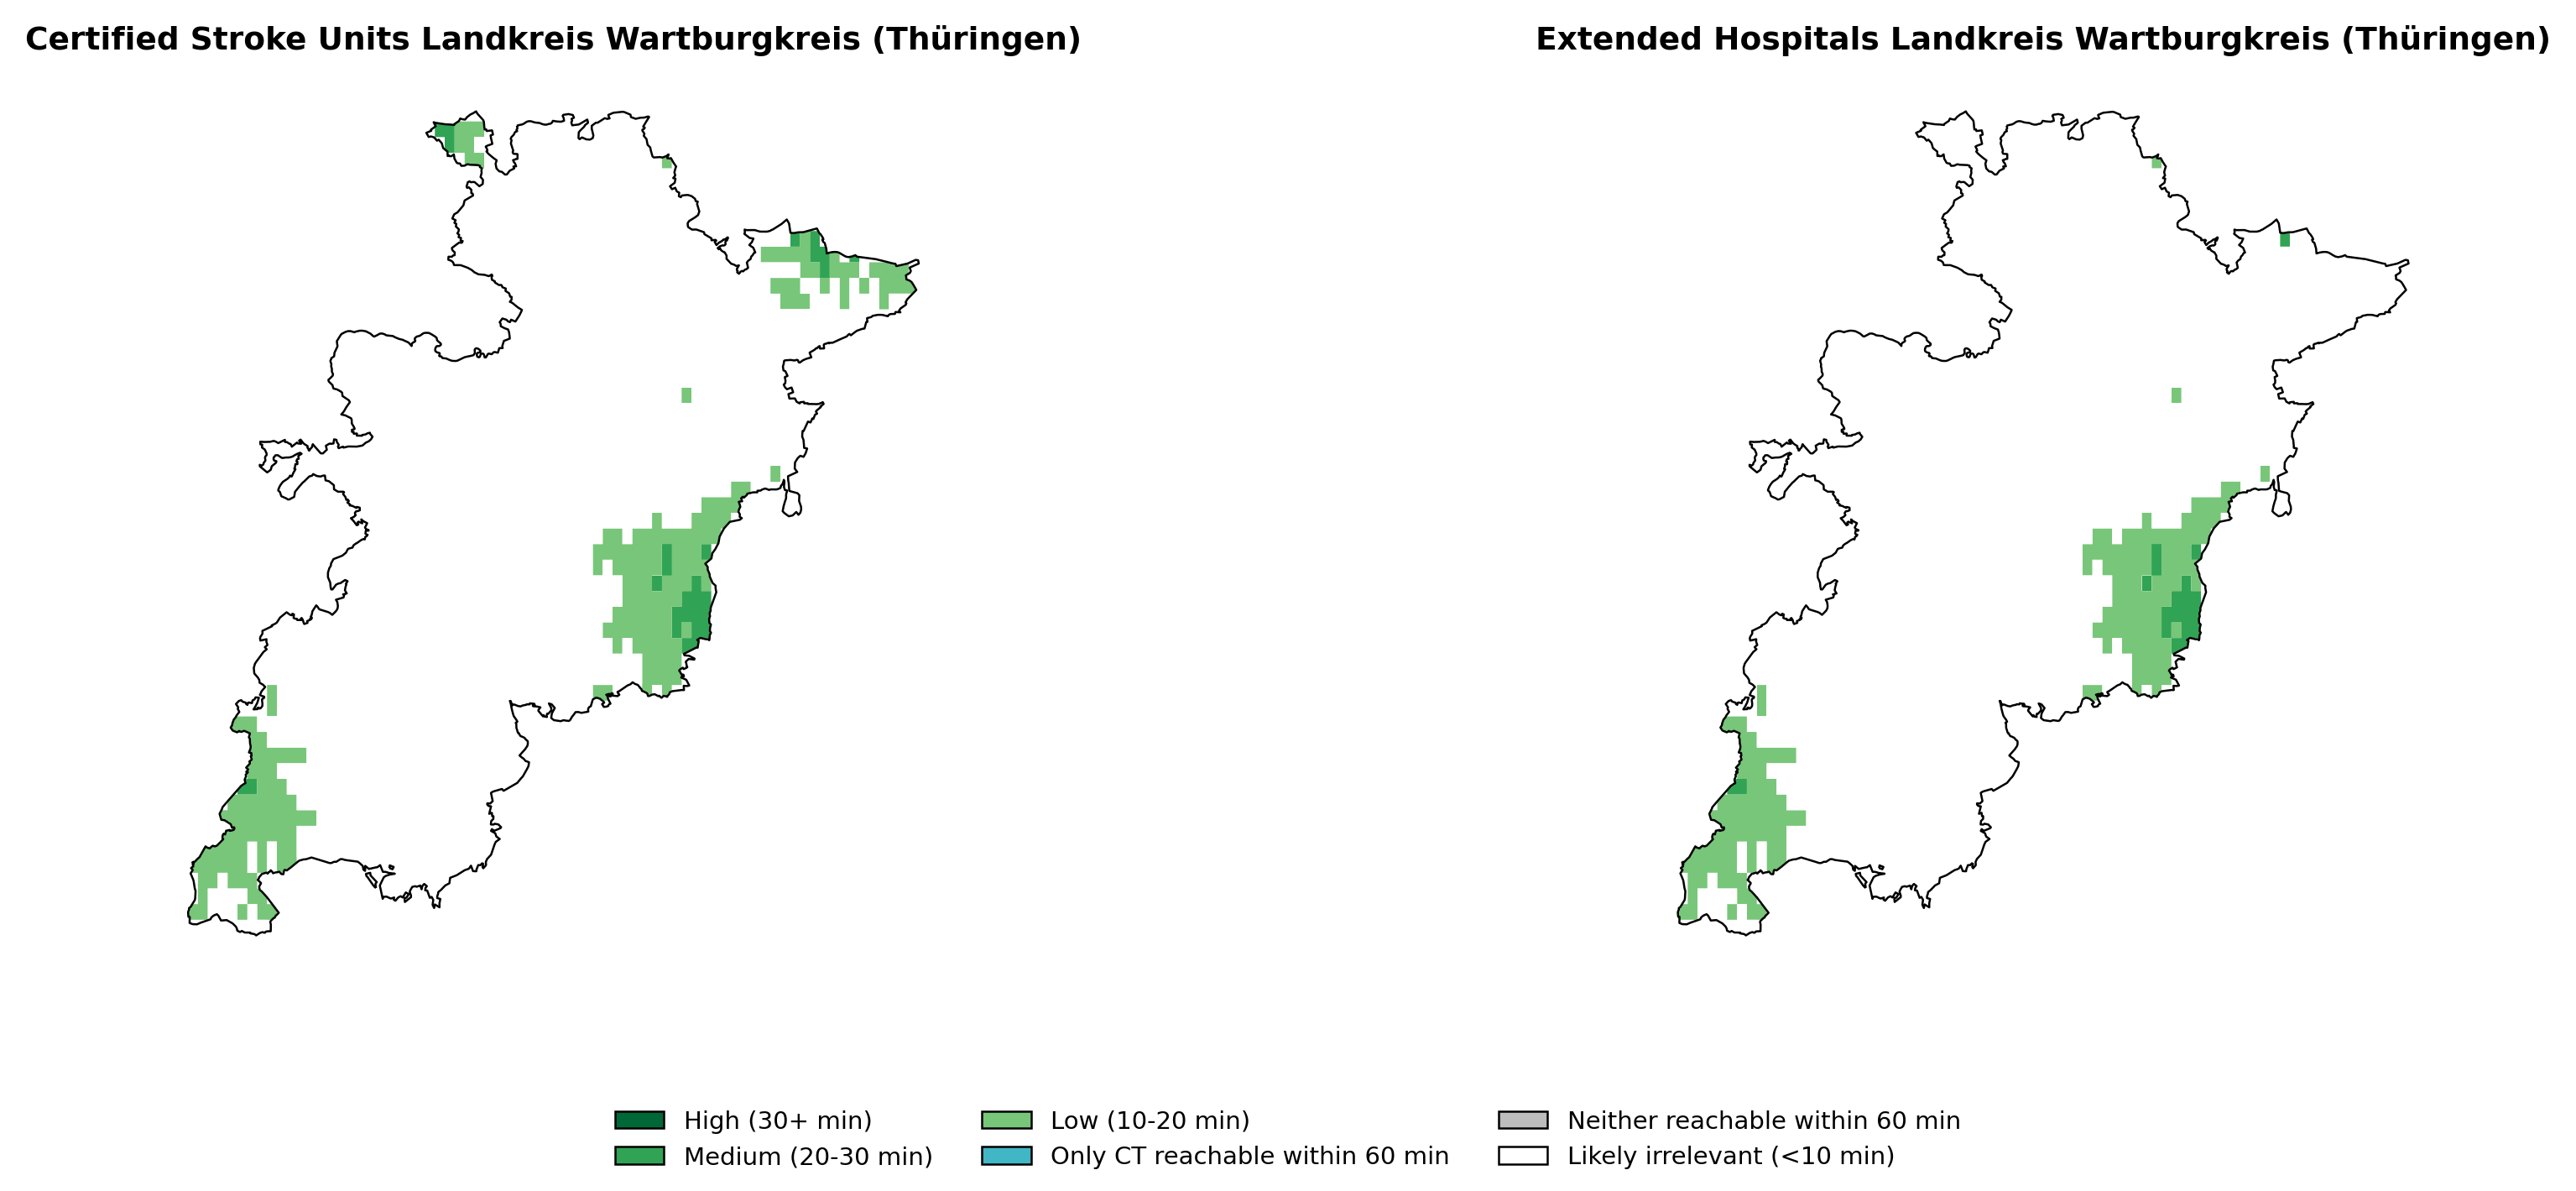 Certified Stroke Units Landkreis Wartburgkreis (Thüringen)
Extended Hospitals Landkreis Wartburgkreis (Thüringen)
High (30+ min)
Medium (20-30 min)
Low (10-20 min)
Only CT reachable within 60 min
Neither reachable within 60 min
Likely irrelevant (<10 min)